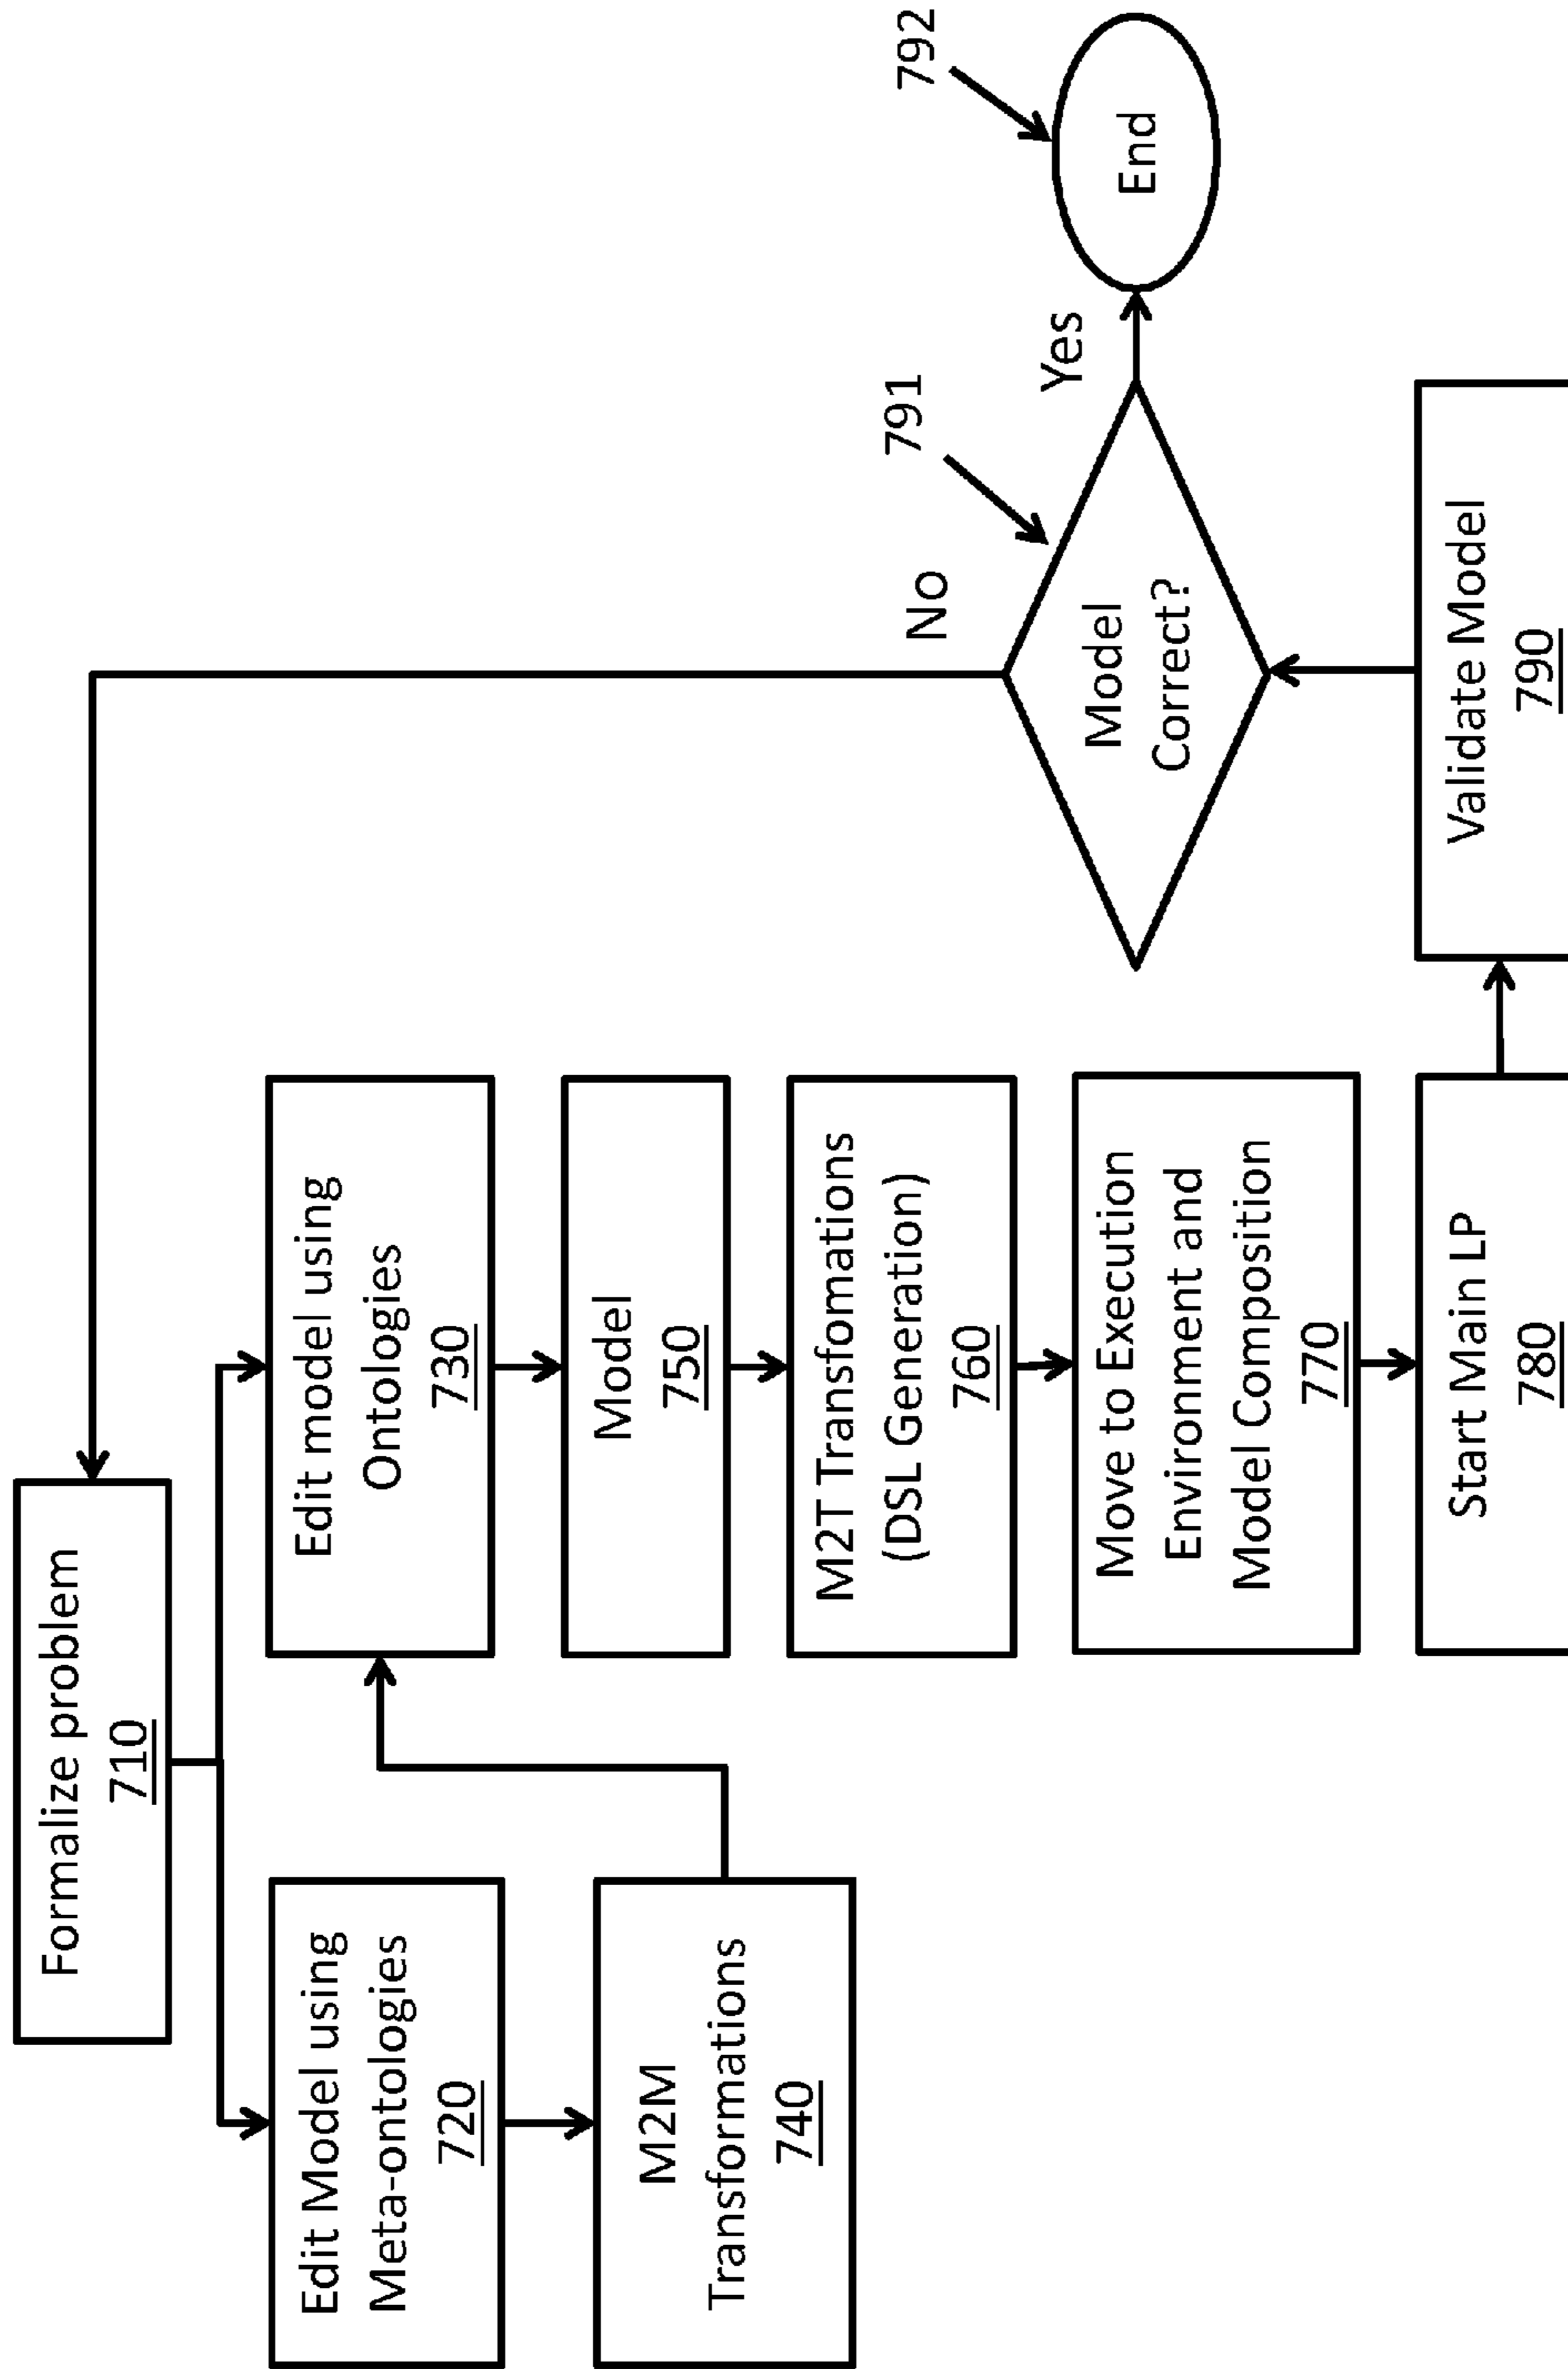 Formalize problem
710
Edit Model using
Meta-ontologies
720
Edit model using
Ontologies
730
M2M
Transformations
740
Model
750
M2T Transfomations
(DSL Generation)
760
Move to Execution
Environment and
Model Composition
770
Start Main LP
780
Validate Model
790
Model
Correct?
No
791
Yes
End
792